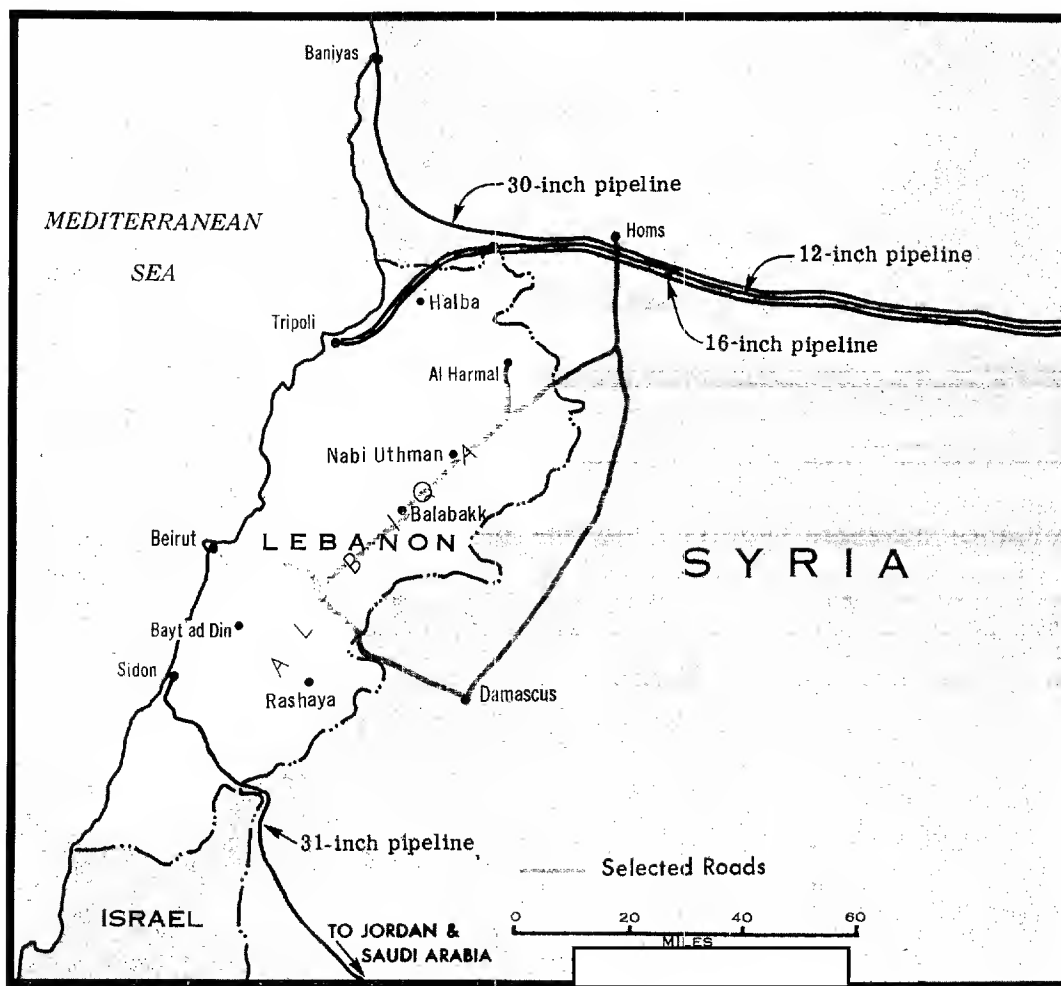 Baniyas
30-inch pipeline
MEDITERRANEAN
SEA
Homs
12-inch pipeline
Halba
Tripoli
16-inch pipeline
Al Harmal
Nabi Uthman
AL BIQA
Balabakk
Beirut
LEBANON
SYRIA
Bayt ad Din
Sidon
Rashaya
Damascus
31-inch pipeline
Selected Roads
ISRAEL
TO JORDAN &
SAUDI ARABIA
0 20 40 60
MILES